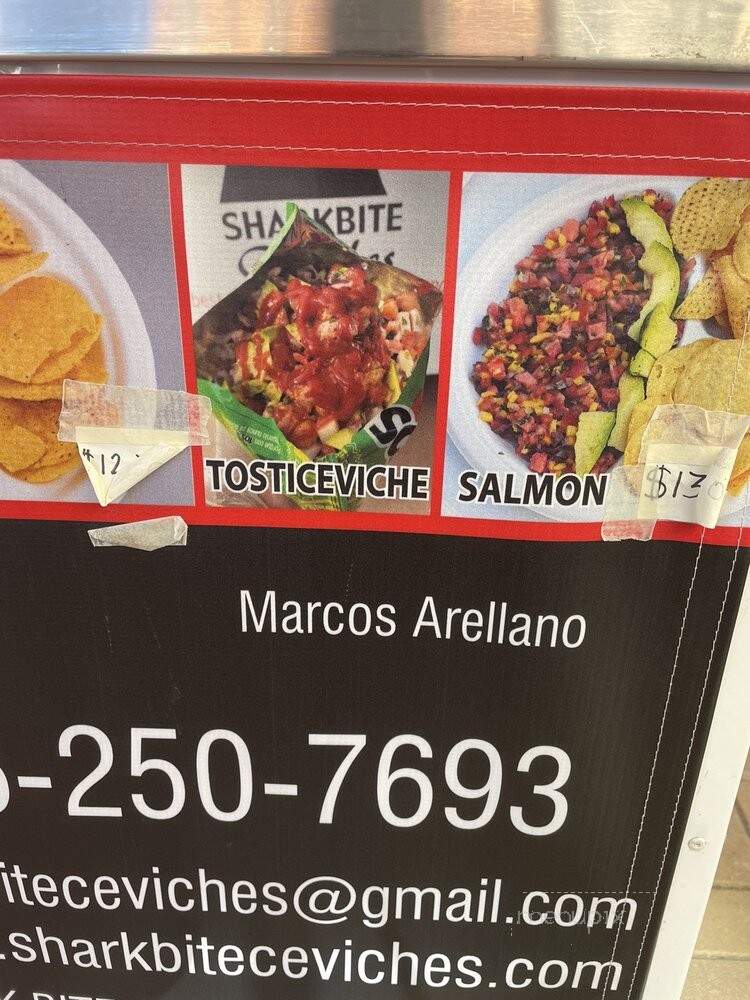 SHARKBITE
$12
TOSTICEVICHE
SALMON
$13
Marcos Arellano
-250-7693
iteceviches@gmail.com
.sharkbiteceviches.com